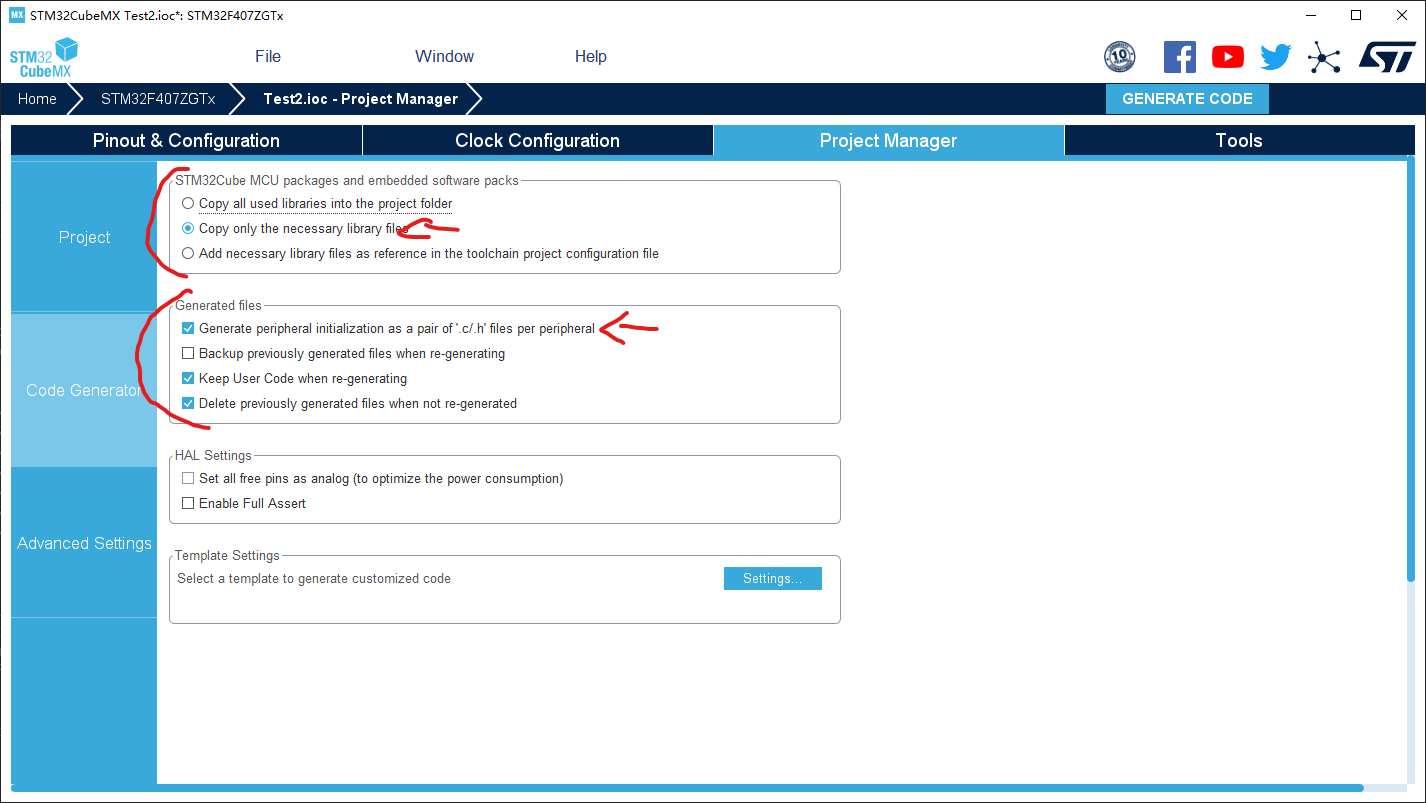 MX STM32CubeMX Test2.ioc*: STM32F407ZGTx
STM32
CubeMX
File Window Help
10
ST
Home STM32F407ZGTx Test2.ioc - Project Manager GENERATE CODE
Pinout & Configuration Clock Configuration Project Manager Tools
Project
Code Generator
Advanced Settings
STM32Cube MCU packages and embedded software packs
Copy all used libraries into the project folder
Copy only the necessary library files
Add necessary library files as reference in the toolchain project configuration file
Generated files
Generate peripheral initialization as a pair of '.c/.h' files per peripheral
Backup previously generated files when re-generating
Keep User Code when re-generating
Delete previously generated files when not re-generated
HAL Settings
Set all free pins as analog (to optimize the power consumption)
Enable Full Assert
Template Settings
Select a template to generate customized code Settings...